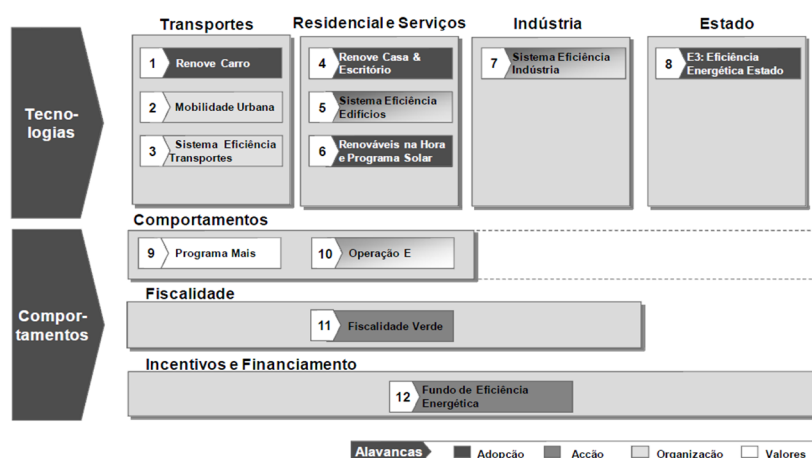 Transportes
Residencial e Serviços
Indústria
Estado
Tecno-
logias
1 Renove Carro
2 Mobilidade Urbana
3 Sistema Eficiência
Transportes
4 Renove Casa &
Escritório
5 Sistema Eficiência
Edifícios
6 Renováveis na Hora
e Programa Solar
7 Sistema Eficiência
Indústria
8 E3: Eficiência
Energética Estado
Compor-
tamentos
Comportamentos
9 Programa Mais
10 Operação E
Fiscalidade
11 Fiscalidade Verde
Incentivos e Financiamento
12 Fundo de Eficiência
Energética
Alavancas Adopção Acção Organização Valores